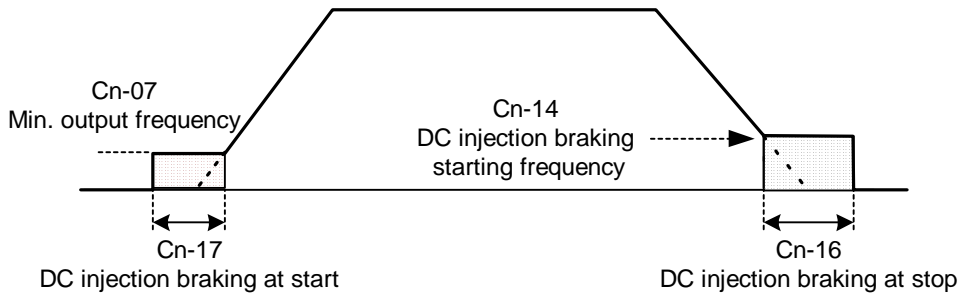 Cn-07
Min. output frequency
Cn-14
DC injection braking
starting frequency
Cn-17
DC injection braking at start
Cn-16
DC injection braking at stop